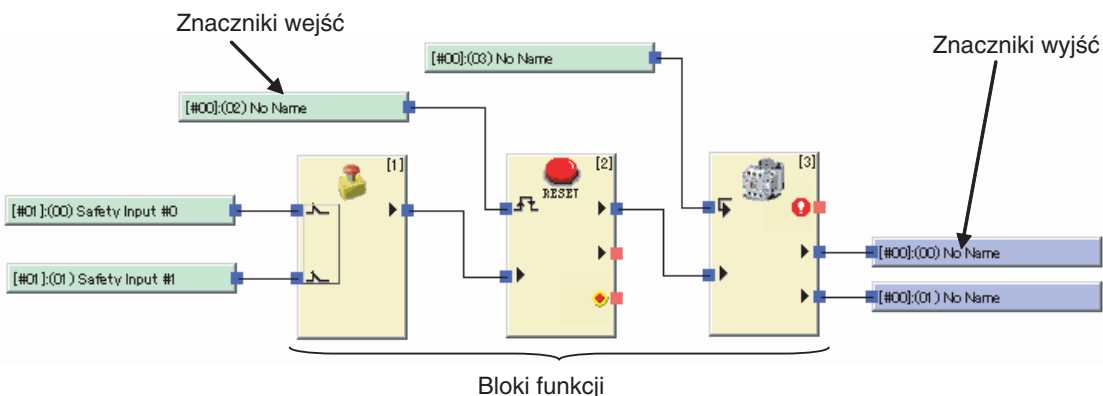 Znaczniki wejść
Znaczniki wyjść
[#00]:(03) No Name
[#00]:(02) No Name
[1]
[2]
[3]
RESET
[#01]:(00) Safety Input #0
[#01]:(01) Safety Input #1
[#00]:(00) No Name
[#00]:(01) No Name
Bloki funkcji